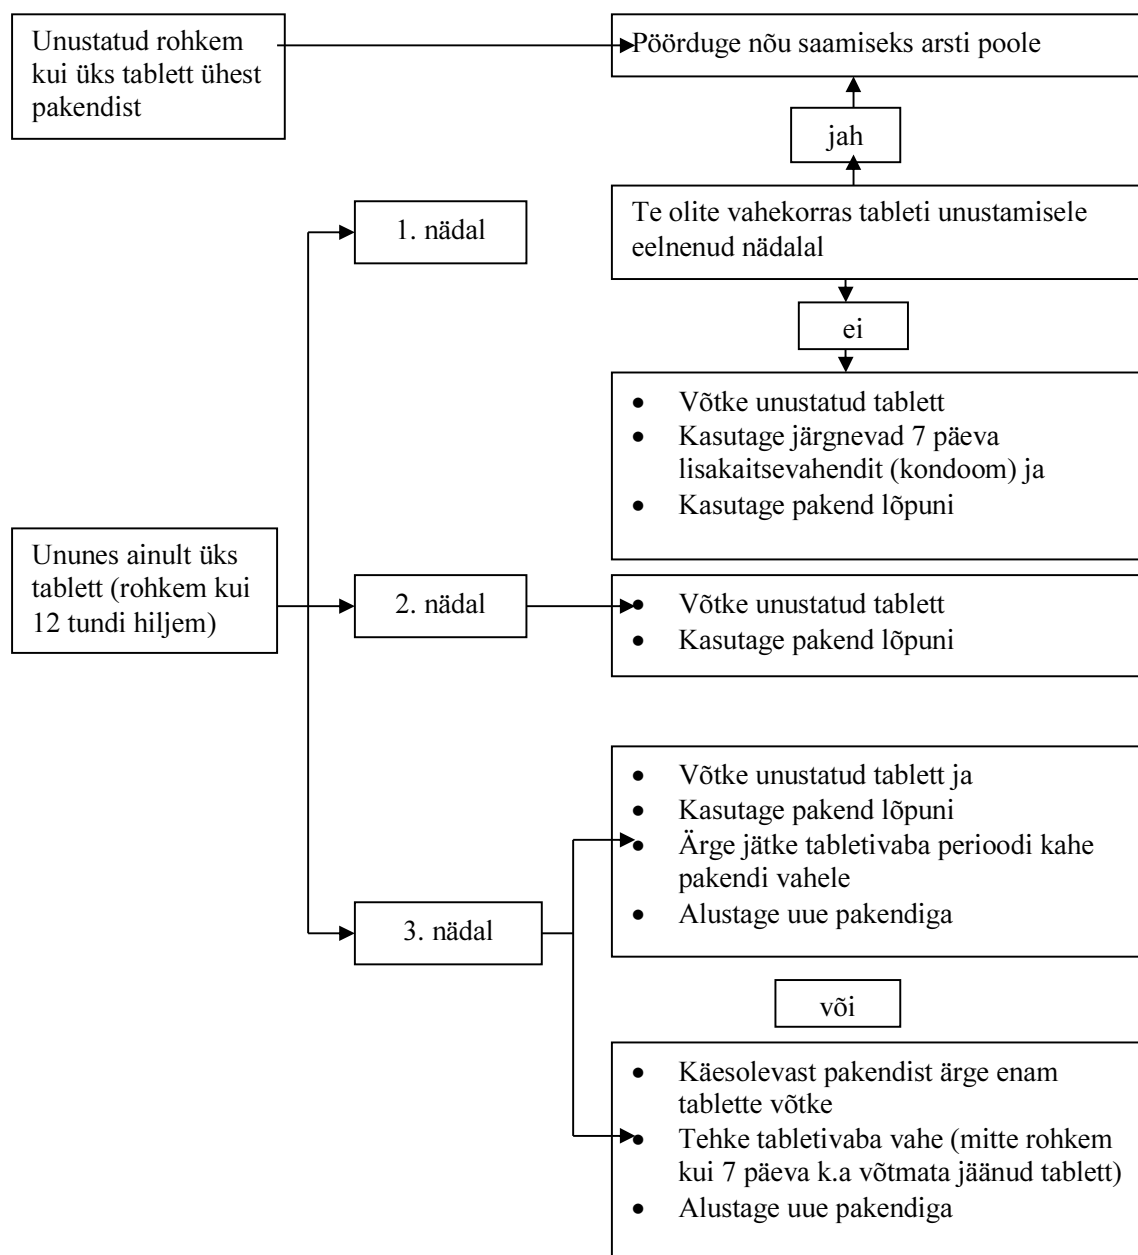 Unustatud rohkem
kui üks tablett ühest
pakendist
Pöörduge nõu saamiseks arsti poole
jah
Te olite vahekorras tableti unustamisele
eelnenud nädalal
1. nädal
ei
• Võtke unustatud tablett
• Kasutage järgnevad 7 päeva
lisakaitsevahendit (kondoom) ja
• Kasutage pakend lõpuni
Ununes ainult üks
tablett (rohkem kui
12 tundi hiljem)
2. nädal
• Võtke unustatud tablett
• Kasutage pakend lõpuni
• Võtke unustatud tablett ja
• Kasutage pakend lõpuni
• Ärge jätke tabletivaba perioodi kahe
pakendi vahele
• Alustage uue pakendiga
3. nädal
või
• Käesolevast pakendist ärge enam
tablette võtke
• Tehke tabletivaba vahe (mitte rohkem
kui 7 päeva k.a võtmata jäänud tablett)
• Alustage uue pakendiga